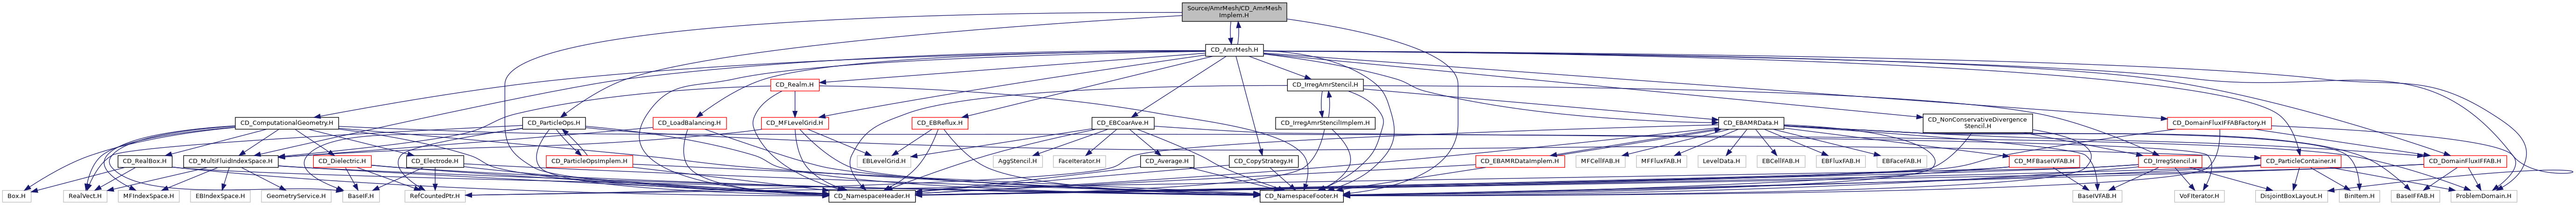 Source/AmrMesh/CD_AmrMesh
Implem.H
CD_AmrMesh.H
CD_Realm.H
CD_IrregAmrStencil.H
CD_ComputationalGeometry.H
CD_ParticleOps.H
CD_LoadBalancing.H
CD_MFLevelGrid.H
CD_EBReflux.H
CD_EBCoarAve.H
CD_IrregAmrStencilImplem.H
CD_EBAMRData.H
CD_NonConservativeDivergence
Stencil.H
CD_DomainFluxIFFABFactory.H
CD_RealBox.H
CD_MultiFluidIndexSpace.H
CD_Dielectric.H
CD_Electrode.H
CD_ParticleOpsImplem.H
EBLevelGrid.H
AggStencil.H
FaceIterator.H
CD_Average.H
CD_CopyStrategy.H
CD_EBAMRDataImplem.H
MFCellFAB.H
MFFluxFAB.H
LevelData.H
EBCellFAB.H
EBFluxFAB.H
EBFaceFAB.H
CD_MFBaseIVFAB.H
CD_IrregStencil.H
CD_ParticleContainer.H
CD_DomainFluxIFFAB.H
Box.H
RealVect.H
MFIndexSpace.H
EBIndexSpace.H
GeometryService.H
BaseIF.H
RefCountedPtr.H
CD_NamespaceHeader.H
CD_NamespaceFooter.H
BaseIVFAB.H
VoFIterator.H
DisjointBoxLayout.H
BinItem.H
BaseIFFAB.H
ProblemDomain.H